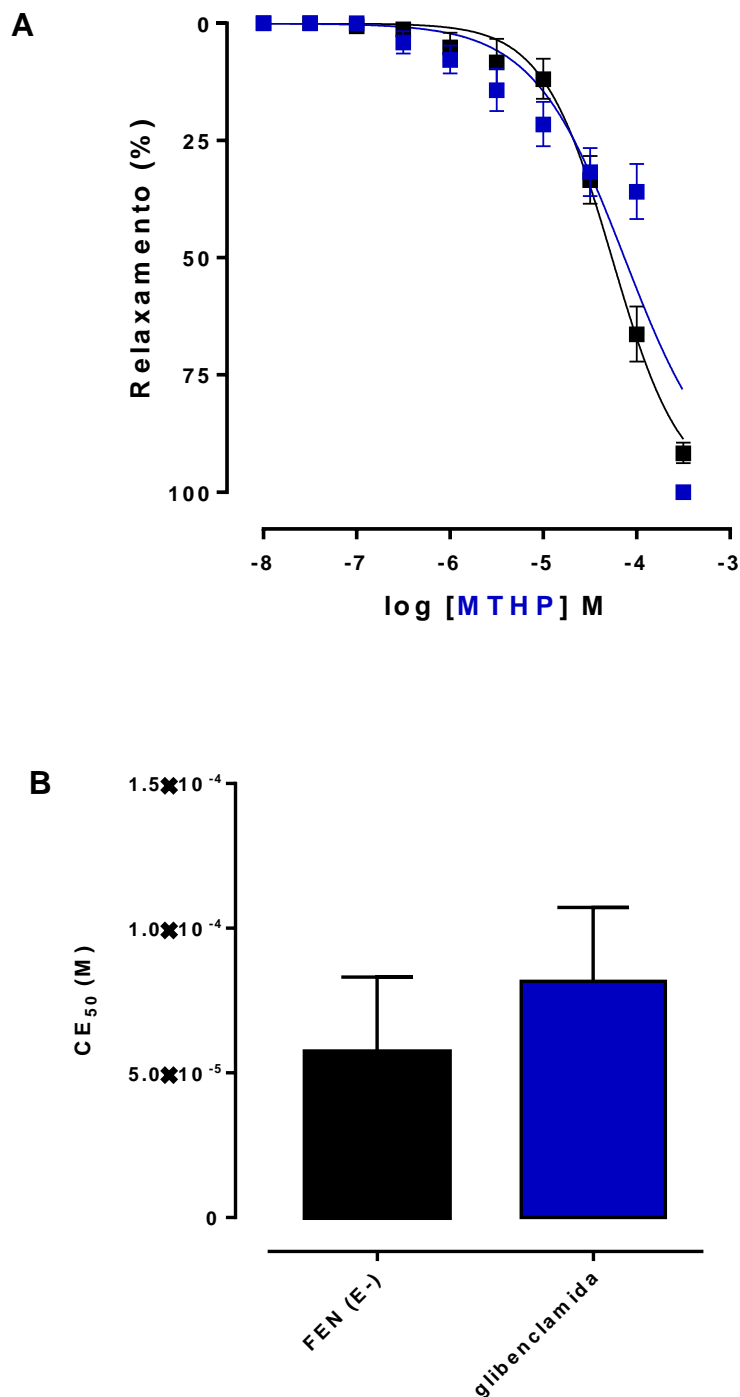 A
0
25
50
75
100
Relaxamento (%)
-8 -7 -6 -5 -4 -3
log [MTHP] M
B
1.5✖10 -4
1.0✖10 -4
5.0✖10 -5
0
CE50 (M)
FEN (E-)
glibenclamida